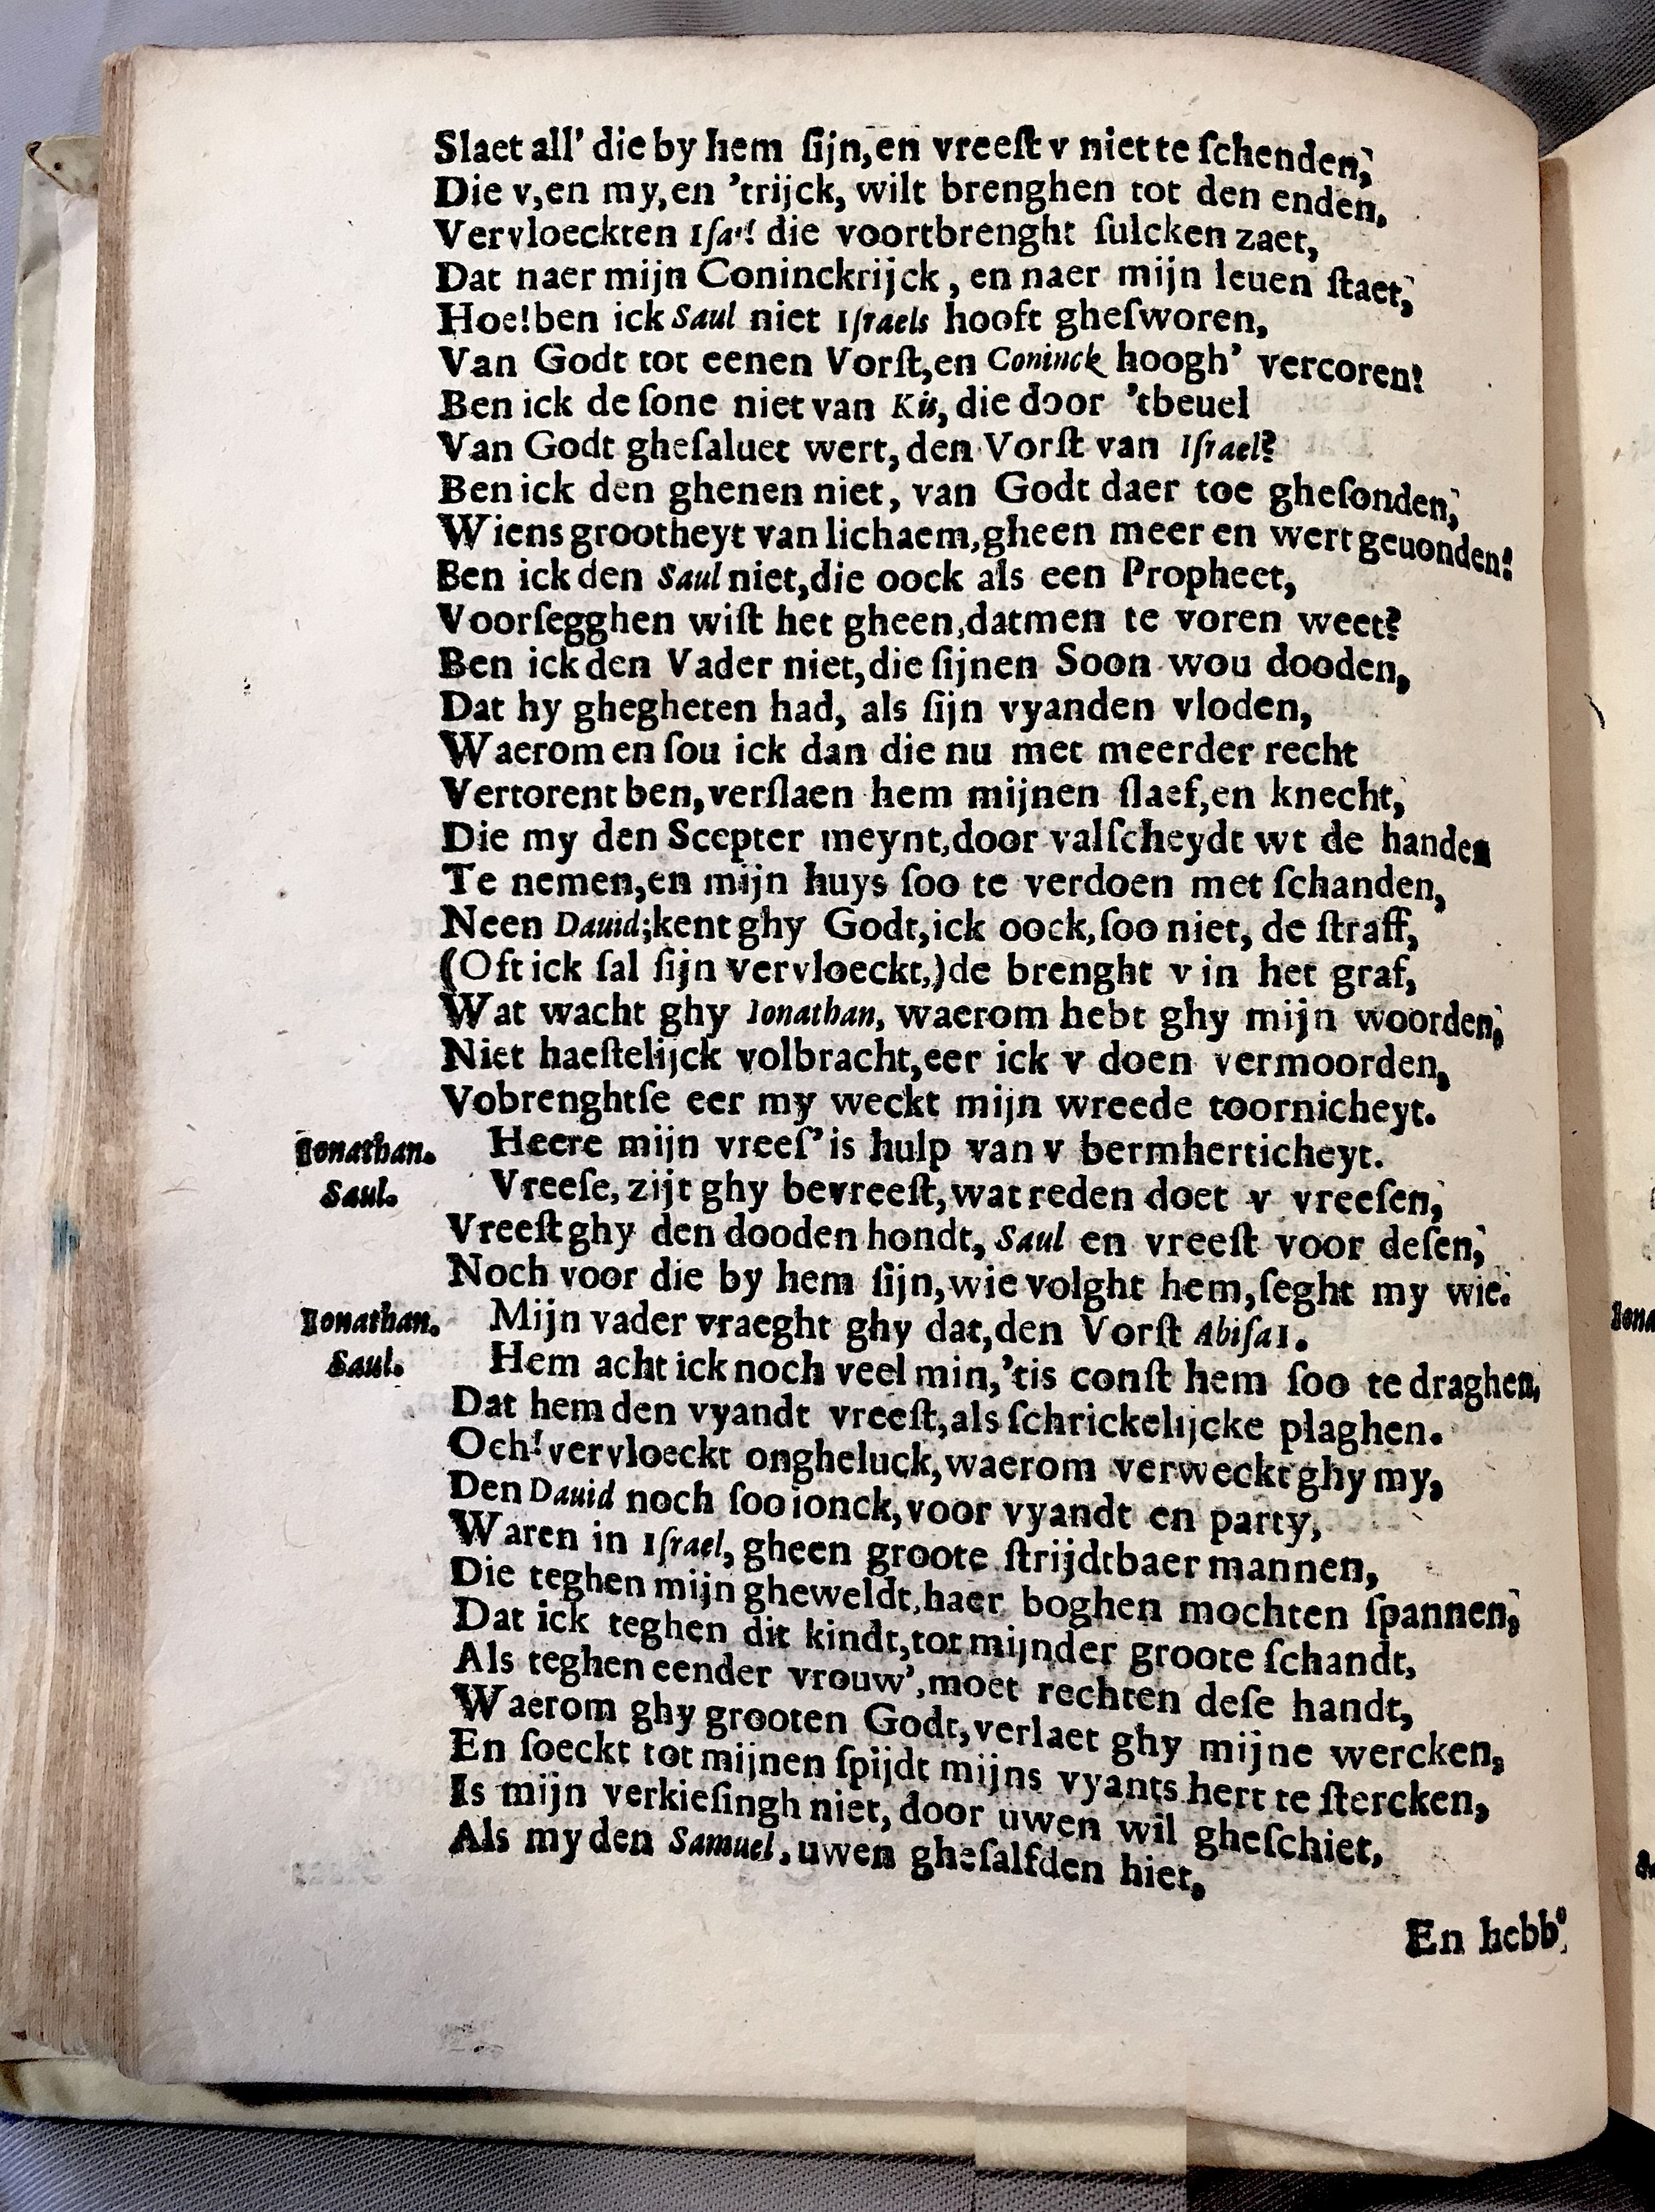 Slaet all' die by hem ſijn, en vreeſt v niet te ſchenden,
Die v, en my, en 'trijck, wilt brenghen tot den enden,
Vervloeckten Iſai! die voortbrenght ſulcken zaet,
Dat naer mijn Coninckrijck, en naer mijn leuen ſtaet,
Hoe! ben ick Saul niet Iſraels hooft gheſworen,
Van Godt tot eenen Vorſt, en Coninck hoogh' vercoren!
Ben ick de ſone niet van Kis, die door 'tbeuel
Van Godt gheſaluet wert, den Vorſt van Iſrael?
Ben ick den ghenen niet, van Godt daer toe gheſonden,
Wiens grootheyt van lichaem, gheen meer en wert geuonden!
Ben ick den Saul niet, die oock als een Propheet,
Voorſegghen wiſt het gheen, datmen te voren weet?
Ben ick den Vader niet, die ſijnen Soon wou dooden,
Dat hy ghegheten had, als ſijn vyanden vloden,
Waerom en ſou ick dan die nu met meerder recht
Vertorent ben, verſlaen hem mijnen ſlaef, en knecht,
Die my den Scepter meynt, door valſcheydt wt de handen
Te nemen, en mijn huys ſoo te verdoen met ſchanden,
Neen Dauid; kent ghy Godt, ick oock, ſoo niet, de ſtraff,
(Oft ick ſal ſijn vervloeckt,) de brenght v in het graf,
Wat wacht ghy Ionathan, waerom hebt ghy mijn woorden,
Niet haeſtelijck volbracht, eer ick v doen vermoorden,
Vobrenghtſe eer my weckt mijn wreede toornicheyt.
Ionathan. Heere mijn vreeſ' is hulp van v bermherticheyt.
Saul. Vreeſe, zijt ghy bevreeſt, wat reden doet v vreeſen,
Vreeſt ghy den dooden hondt, Saul en vreeſt voor deſen,
Noch voor die by hem ſijn, wie volght hem, ſeght my wie.
Ionathan. Mijn vader vraeght ghy dat, den Vorſt Abiſai.
Saul. Hem acht ick noch veel min, 'tis conſt hem ſoo te draghen,
Dat hem den vyandt vreeſt, als ſchrickelijcke plaghen.
Och! vervloeckt ongheluck, waerom verweckt ghy my,
Den Dauid noch ſoo ionck, voor vyandt en party,
Waren in Iſrael, gheen groote ſtrijdtbaer mannen,
Die teghen mijn gheweldt, haer boghen mochten ſpannen,
Dat ick teghen dit kindt, tot mijnder groote ſchandt,
Als teghen eender vrouw', moet rechten deſe handt,
Waerom ghy grooten Godt, verlaet ghy mijne wercken,
En ſoeckt tot mijnen ſpijdt mijns vyants hert te ſtercken,
Is mijn verkieſingh niet, door uwen wil gheſchiet,
Als my den Samuel, uwen gheſalfden hiet,
En hebb'